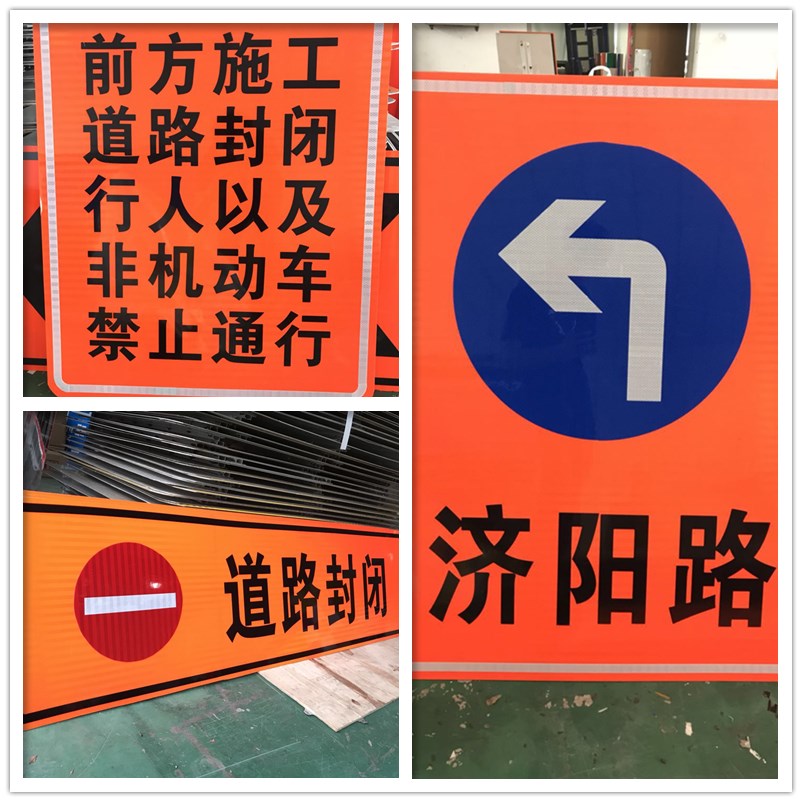 前方施工
道路封闭
行人以及
非机动车
禁止通行
道路封闭
济阳路